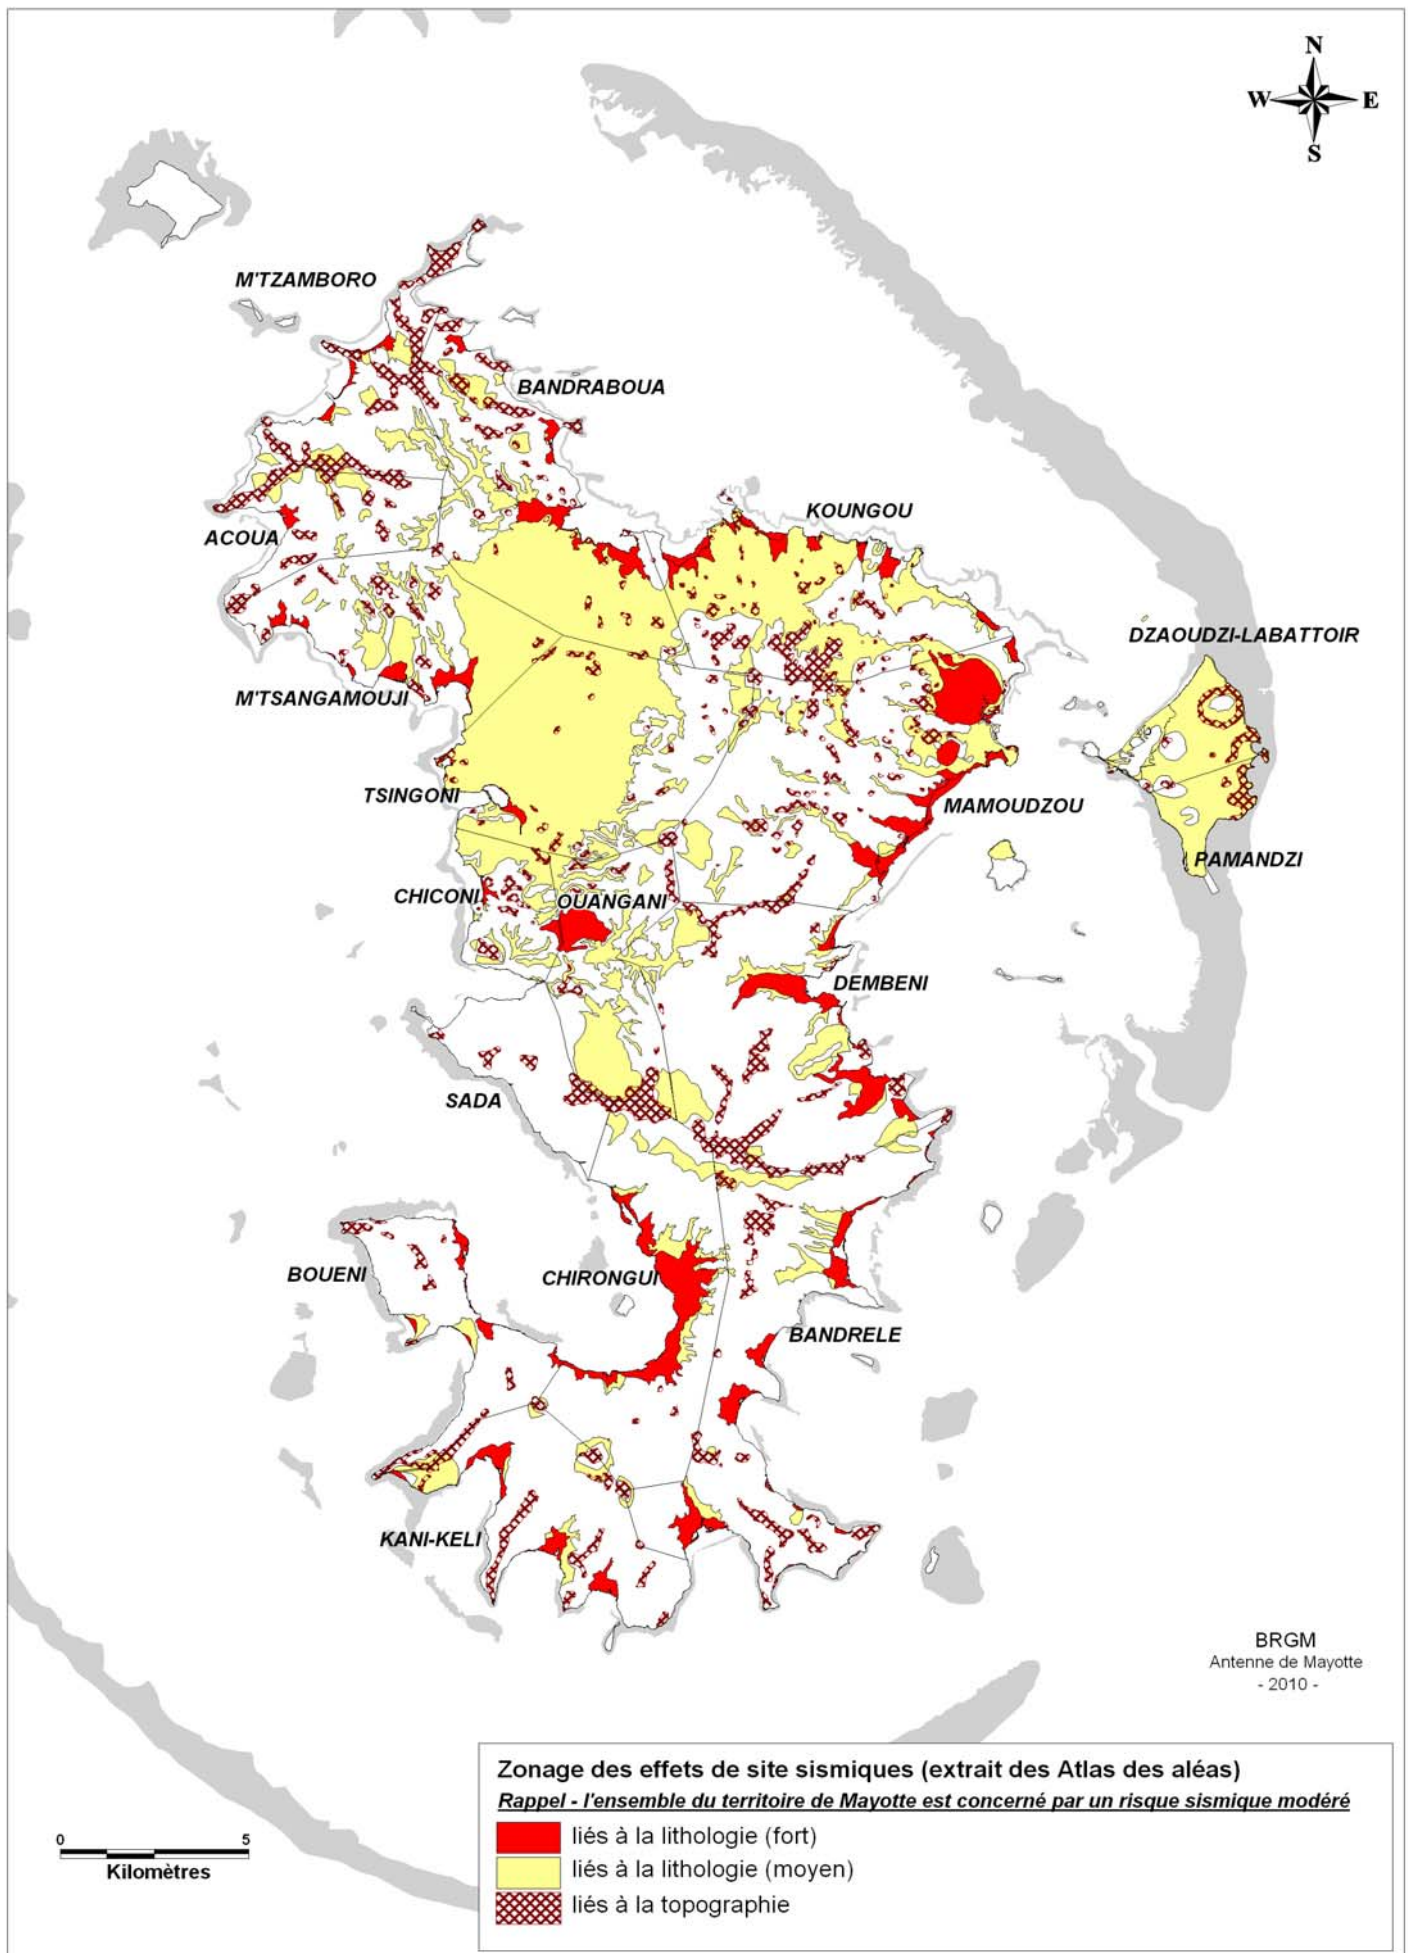 N
W E
S
M'TZAMBORO
BANDRABOUA
KOUNGOU
ACOUA
DZAOUDZI-LABATTOIR
M'TSANGAMOUJI
TSINGONI
MAMOUDZOU
PAMANDZI
CHICONI
OUANGANI
DEMBENI
SADA
BOUENI
CHIRONGUI
BANDRELE
KANI-KELI
BRGM
Antenne de Mayotte
- 2010 -
Zonage des effets de site sismiques (extrait des Atlas des aléas)
Rappel - l'ensemble du territoire de Mayotte est concerné par un risque sismique modéré
liés à la lithologie (fort)
liés à la lithologie (moyen)
liés à la topographie
0 5
Kilomètres